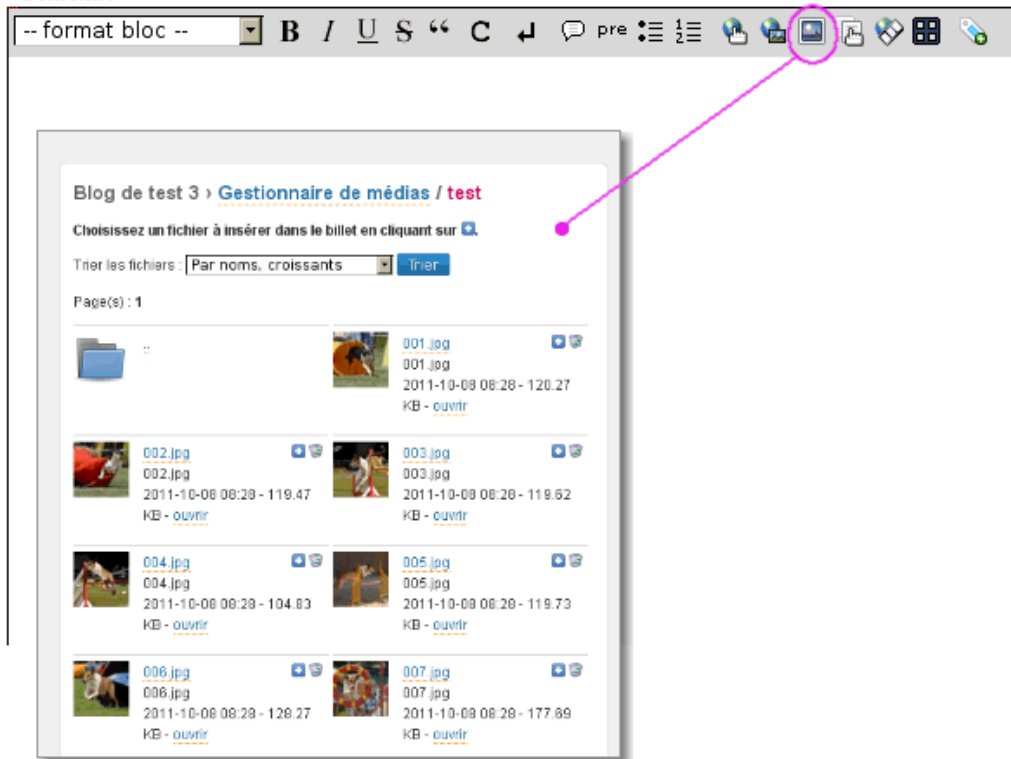 -- format bloc -- B I U S “ C pre
Blog de test 3 › Gestionnaire de médias / test
Choisissez un fichier à insérer dans le billet en cliquant sur .
Trier les fichiers : Par noms, croissants Trier
Page(s) : 1
..
001.jpg
001.jpg
2011-10-08 08:28 - 120.27
KB - ouvrir
002.jpg
002.jpg
2011-10-08 08:28 - 119.47
KB - ouvrir
003.jpg
003.jpg
2011-10-08 08:28 - 119.62
KB - ouvrir
004.jpg
004.jpg
2011-10-08 08:28 - 104.83
KB - ouvrir
005.jpg
005.jpg
2011-10-08 08:28 - 119.73
KB - ouvrir
006.jpg
006.jpg
2011-10-08 08:28 - 128.27
KB - ouvrir
007.jpg
007.jpg
2011-10-08 08:28 - 177.69
KB - ouvrir